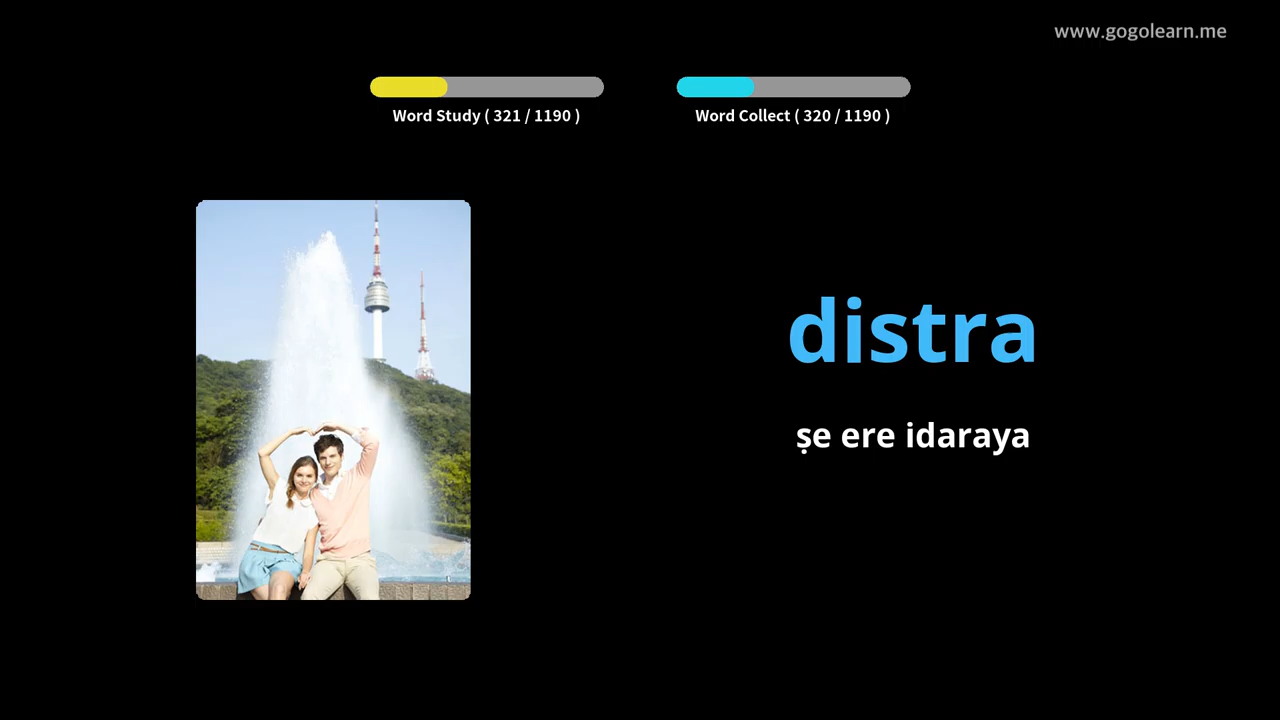 www.gogolearn.me
Word Study ( 321 / 1190 )
Word Collect ( 320 / 1190 )
distra
ṣe ere idaraya